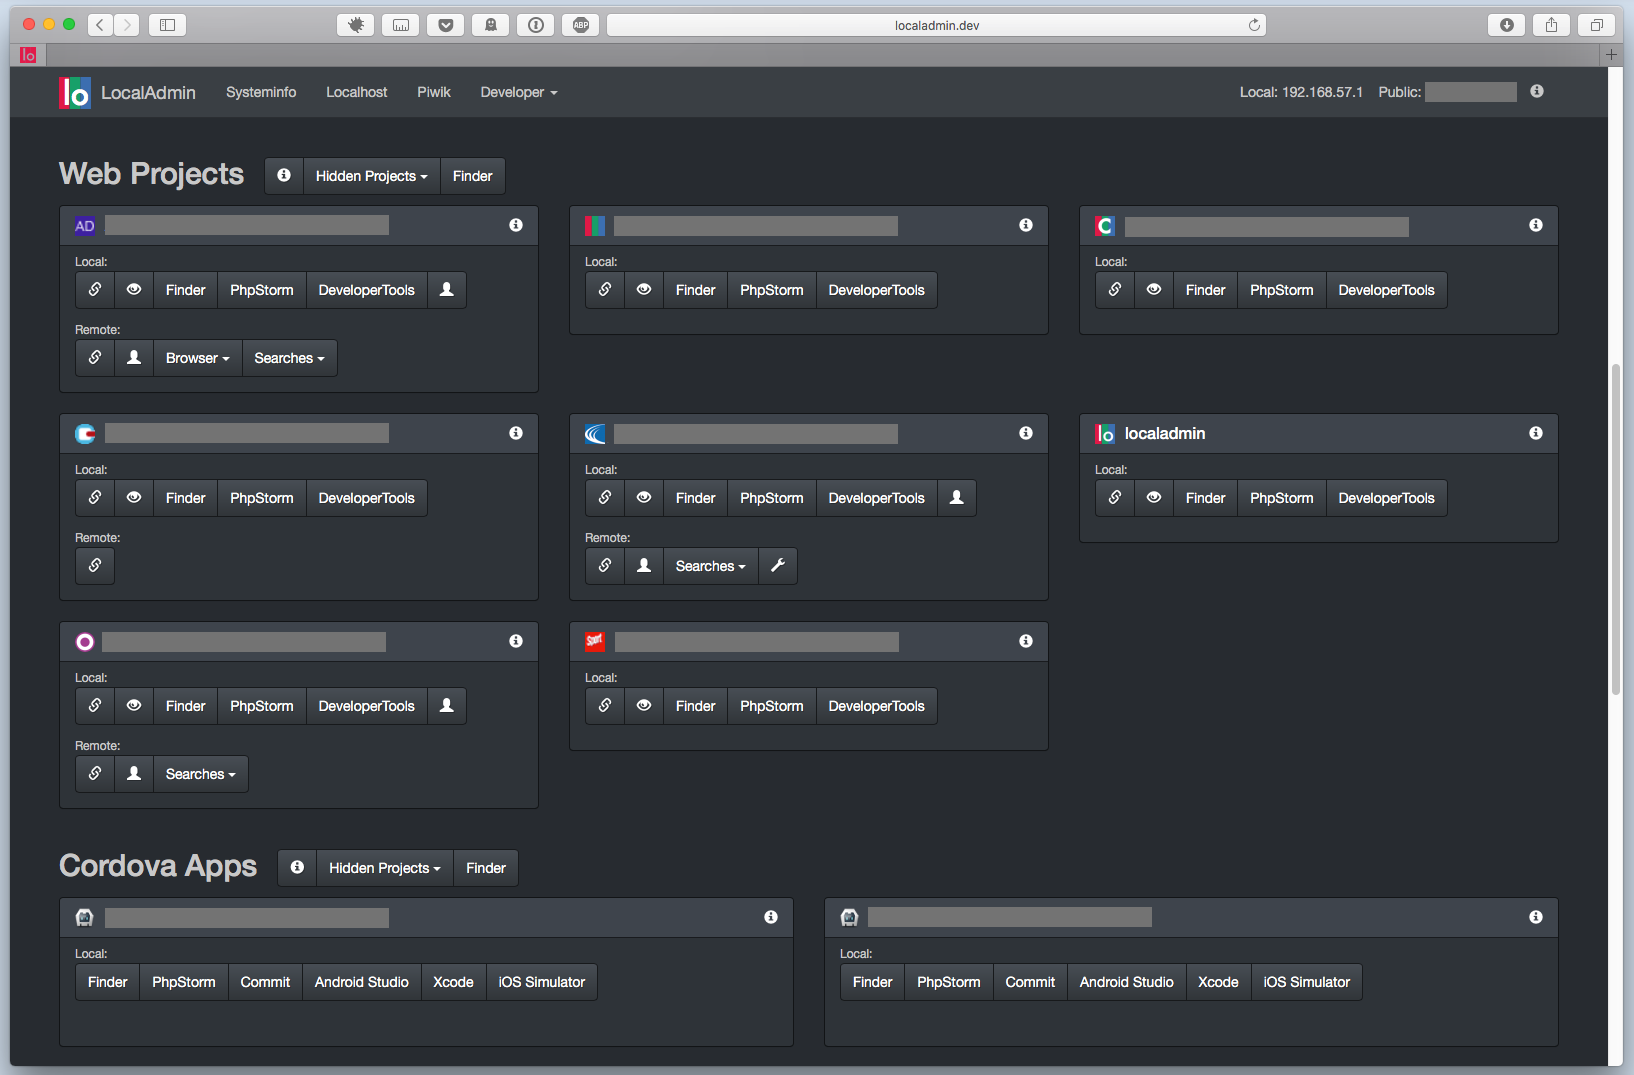 ABP
localadmin.dev
lo
lo LocalAdmin Systeminfo Localhost Piwik Developer Local: 192.168.57.1 Public:
Web Projects Hidden Projects Finder
AD
C
Local:
Finder PhpStorm DeveloperTools
Local:
Finder PhpStorm DeveloperTools
Local:
Finder PhpStorm DeveloperTools
Remote:
Browser Searches
lo localadmin
Local:
Finder PhpStorm DeveloperTools
Local:
Finder PhpStorm DeveloperTools
Local:
Finder PhpStorm DeveloperTools
Remote:
Remote:
Searches
Sport
Local:
Finder PhpStorm DeveloperTools
Local:
Finder PhpStorm DeveloperTools
Remote:
Searches
Cordova Apps Hidden Projects Finder
Local:
Finder PhpStorm Commit Android Studio Xcode iOS Simulator
Local:
Finder PhpStorm Commit Android Studio Xcode iOS Simulator